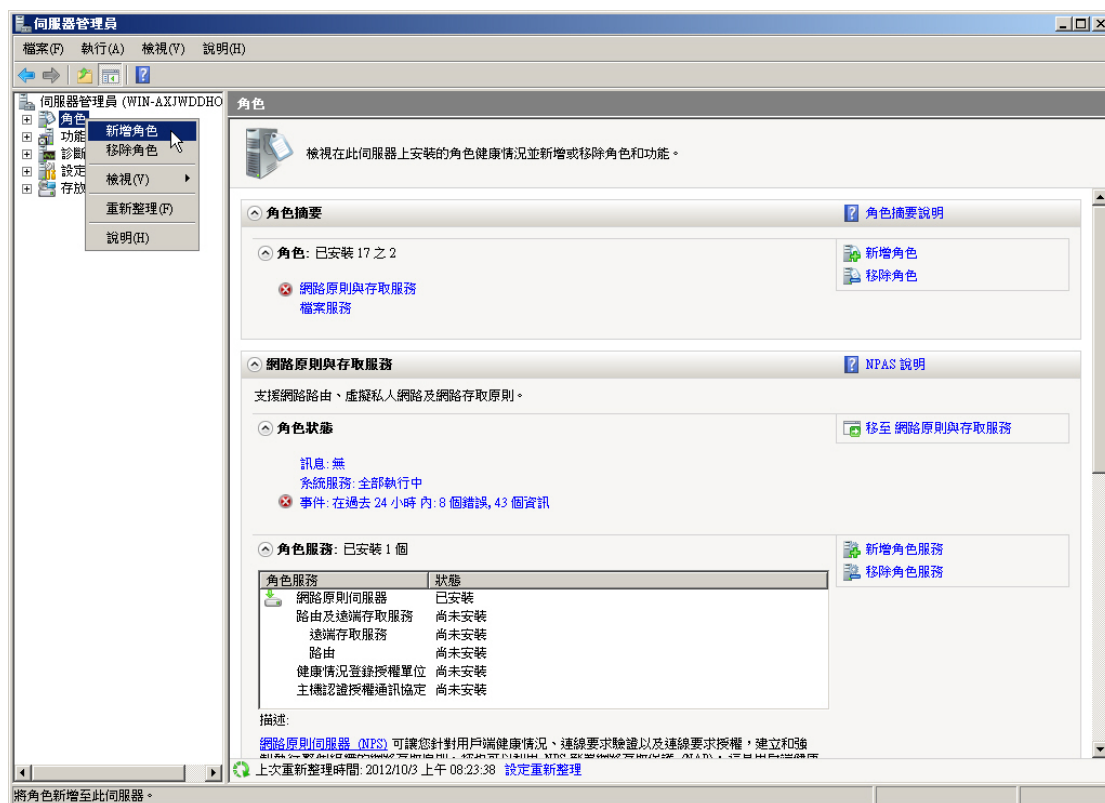 伺服器管理員
檔案(F) 執行(A) 檢視(V) 說明(H)
伺服器管理員 (WIN-AXJWDDHO
角色
功能
診斷
設定
存放
新增角色
移除角色
檢視(V)
重新整理(F)
說明(H)
角色
檢視在此伺服器上安裝的角色健康情況並新增或移除角色和功能。
角色摘要
角色摘要說明
角色: 已安裝 17 之 2
新增角色
移除角色
網路原則與存取服務
檔案服務
網路原則與存取服務
NPAS 說明
支援網路路由、虛擬私人網路及網路存取原則。
角色狀態
移至 網路原則與存取服務
訊息: 無
系統服務: 全部執行中
事件: 在過去 24 小時 內: 8 個錯誤, 43 個資訊
角色服務: 已安裝 1 個
新增角色服務
移除角色服務
角色服務 狀態
網路原則伺服器 已安裝
路由及遠端存取服務 尚未安裝
遠端存取服務 尚未安裝
路由 尚未安裝
健康情況登錄授權單位 尚未安裝
主機認證授權通訊協定 尚未安裝
描述:
網路原則伺服器 (NPS) 可讓您針對用戶端健康情況、連線要求驗證以及連線要求授權，建立和強
上次重新整理時間: 2012/10/3 上午 08:23:38 設定重新整理
將角色新增至此伺服器。